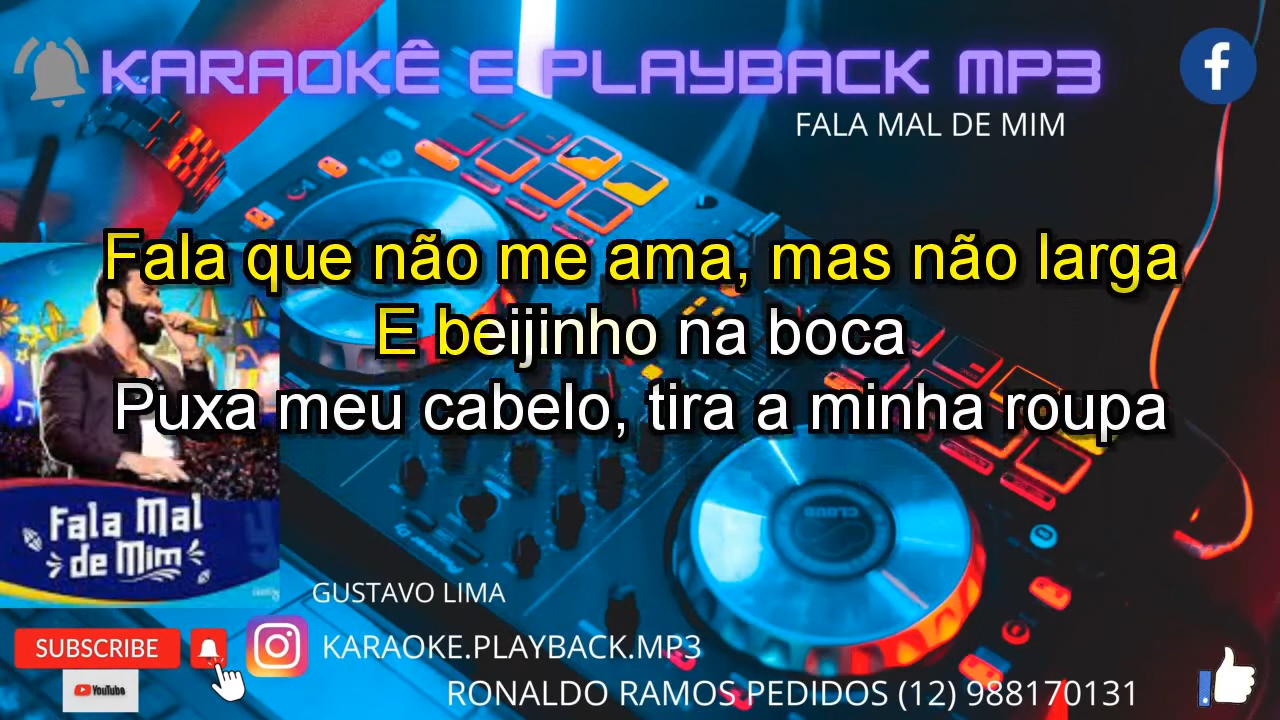 KARAOKÊ E PLAYBACK MP3
FALA MAL DE MIM
Fala que não me ama, mas não larga
E beijinho na boca
Puxa meu cabelo, tira a minha roupa
Fala Mal
de Mim
GUSTAVO LIMA
SUBSCRIBE
KARAOKE.PLAYBACK.MP3
YouTube
RONALDO RAMOS PEDIDOS (12) 988170131
CLOUD